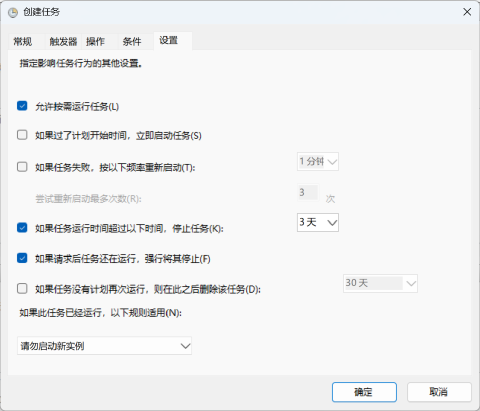 创建任务
常规 触发器 操作 条件 设置
指定影响任务行为的其他设置。
允许按需运行任务(L)
如果过了计划开始时间，立即启动任务(S)
如果任务失败，按以下频率重新启动(T): 1 分钟
尝试重新启动最多次数(R): 3 次
如果任务运行时间超过以下时间，停止任务(K): 3 天
如果请求后任务还在运行，强行将其停止(F)
如果任务没有计划再次运行，则在此之后删除该任务(D): 30 天
如果此任务已经运行，以下规则适用(N):
请勿启动新实例
确定 取消